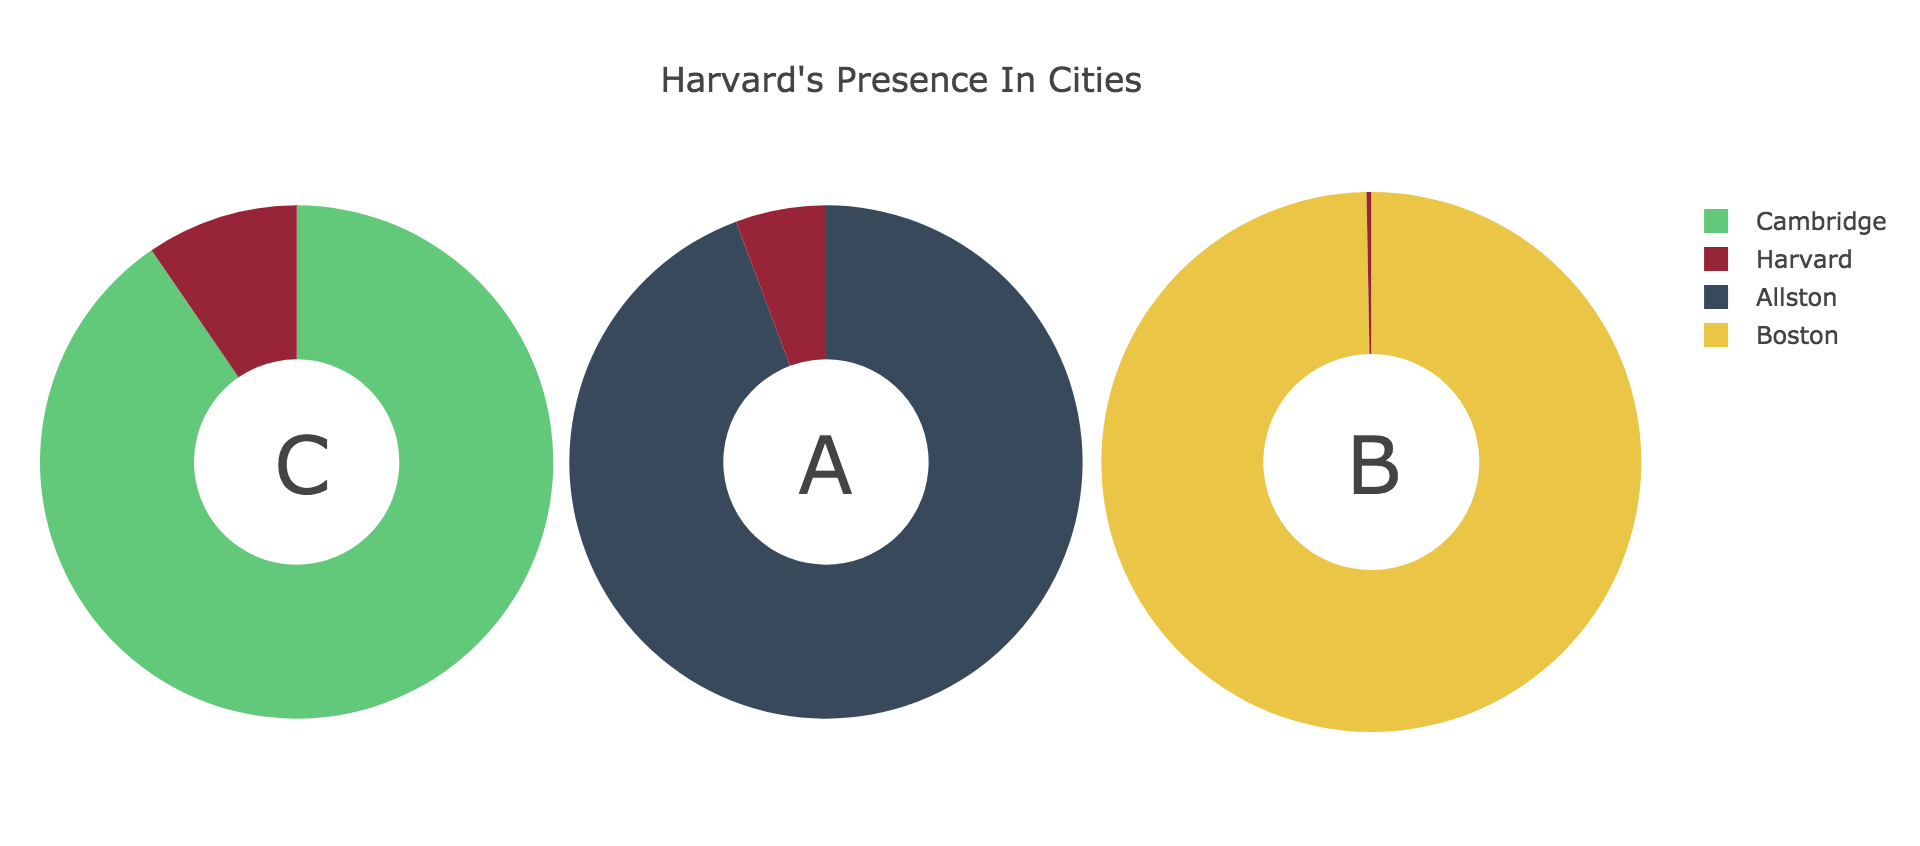 Harvard's Presence In Cities
C
A
B
Cambridge
Harvard
Allston
Boston